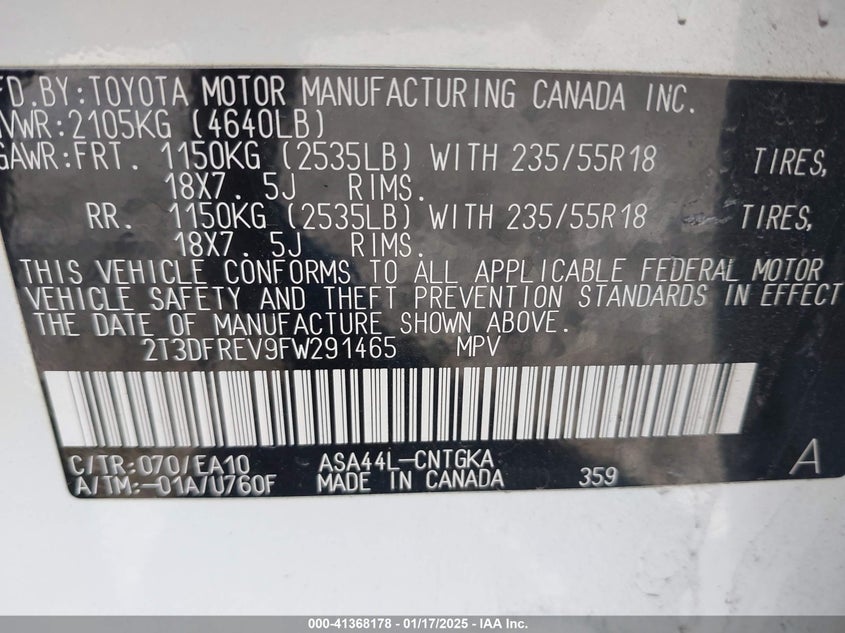 FD.BY:TOYOTA MOTOR MANUFACTURING CANADA INC.
VWR:2105KG (4640LB)
GAWR:FRT. 1150KG (2535LB) WITH 235/55R18 TIRES,
18X7. 5J RIMS.
RR. 1150KG (2535LB) WITH 235/55R18 TIRES,
18X7. 5J RIMS.
THIS VEHICLE CONFORMS TO ALL APPLICABLE FEDERAL MOTOR
VEHICLE SAFETY AND THEFT PREVENTION STANDARDS IN EFFECT
THE DATE OF MANUFACTURE SHOWN ABOVE.
2T3DFREV9FW291465 MPV
C/TR:070/EA10 ASA44L-CNTGKA
A/TM:-01A/U760F MADE IN CANADA 359 A
000-41368178 — 01/17/2025 — IAA Inc.